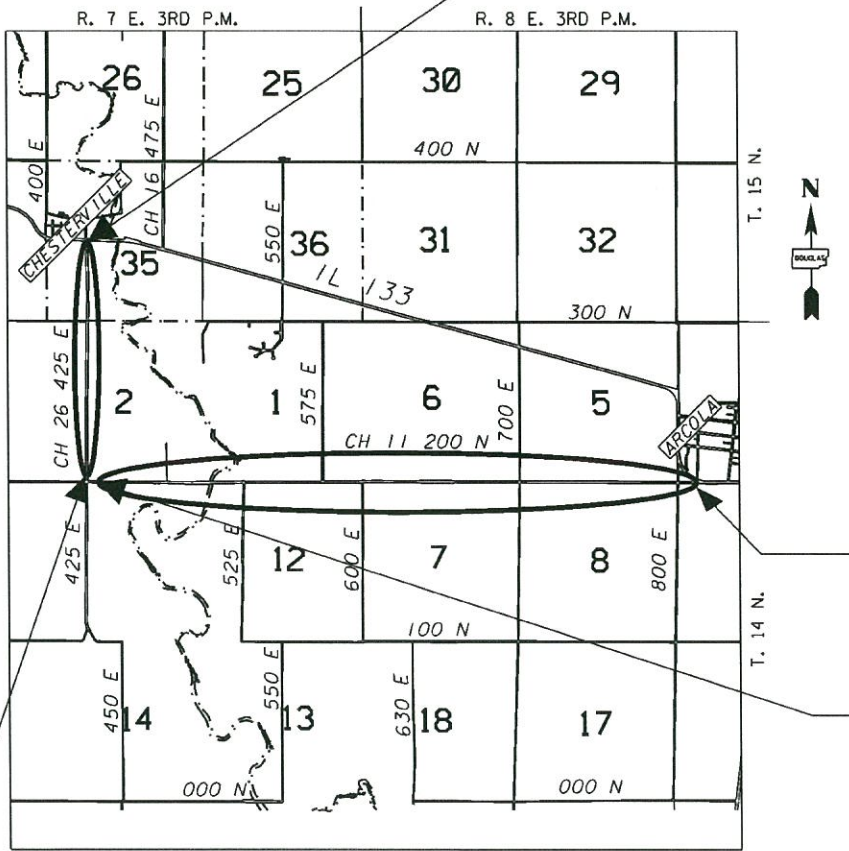 R. 7 E. 3RD P.M.
R. 8 E. 3RD P.M.
26
25
30
29
400 E
CH 16 475 E
400 N
T. 15 N.
N
DOUGLAS
CHESTERVILLE
35
550 E
36
31
32
IL 133
300 N
CH 26 425 E
2
1
575 E
6
700 E
5
ARCOLA
CH 11 200 N
425 E
525 E
12
600 E
7
8
800 E
T. 14 N.
100 N
450 E
14
550 E
13
630 E
18
17
000 N
000 N